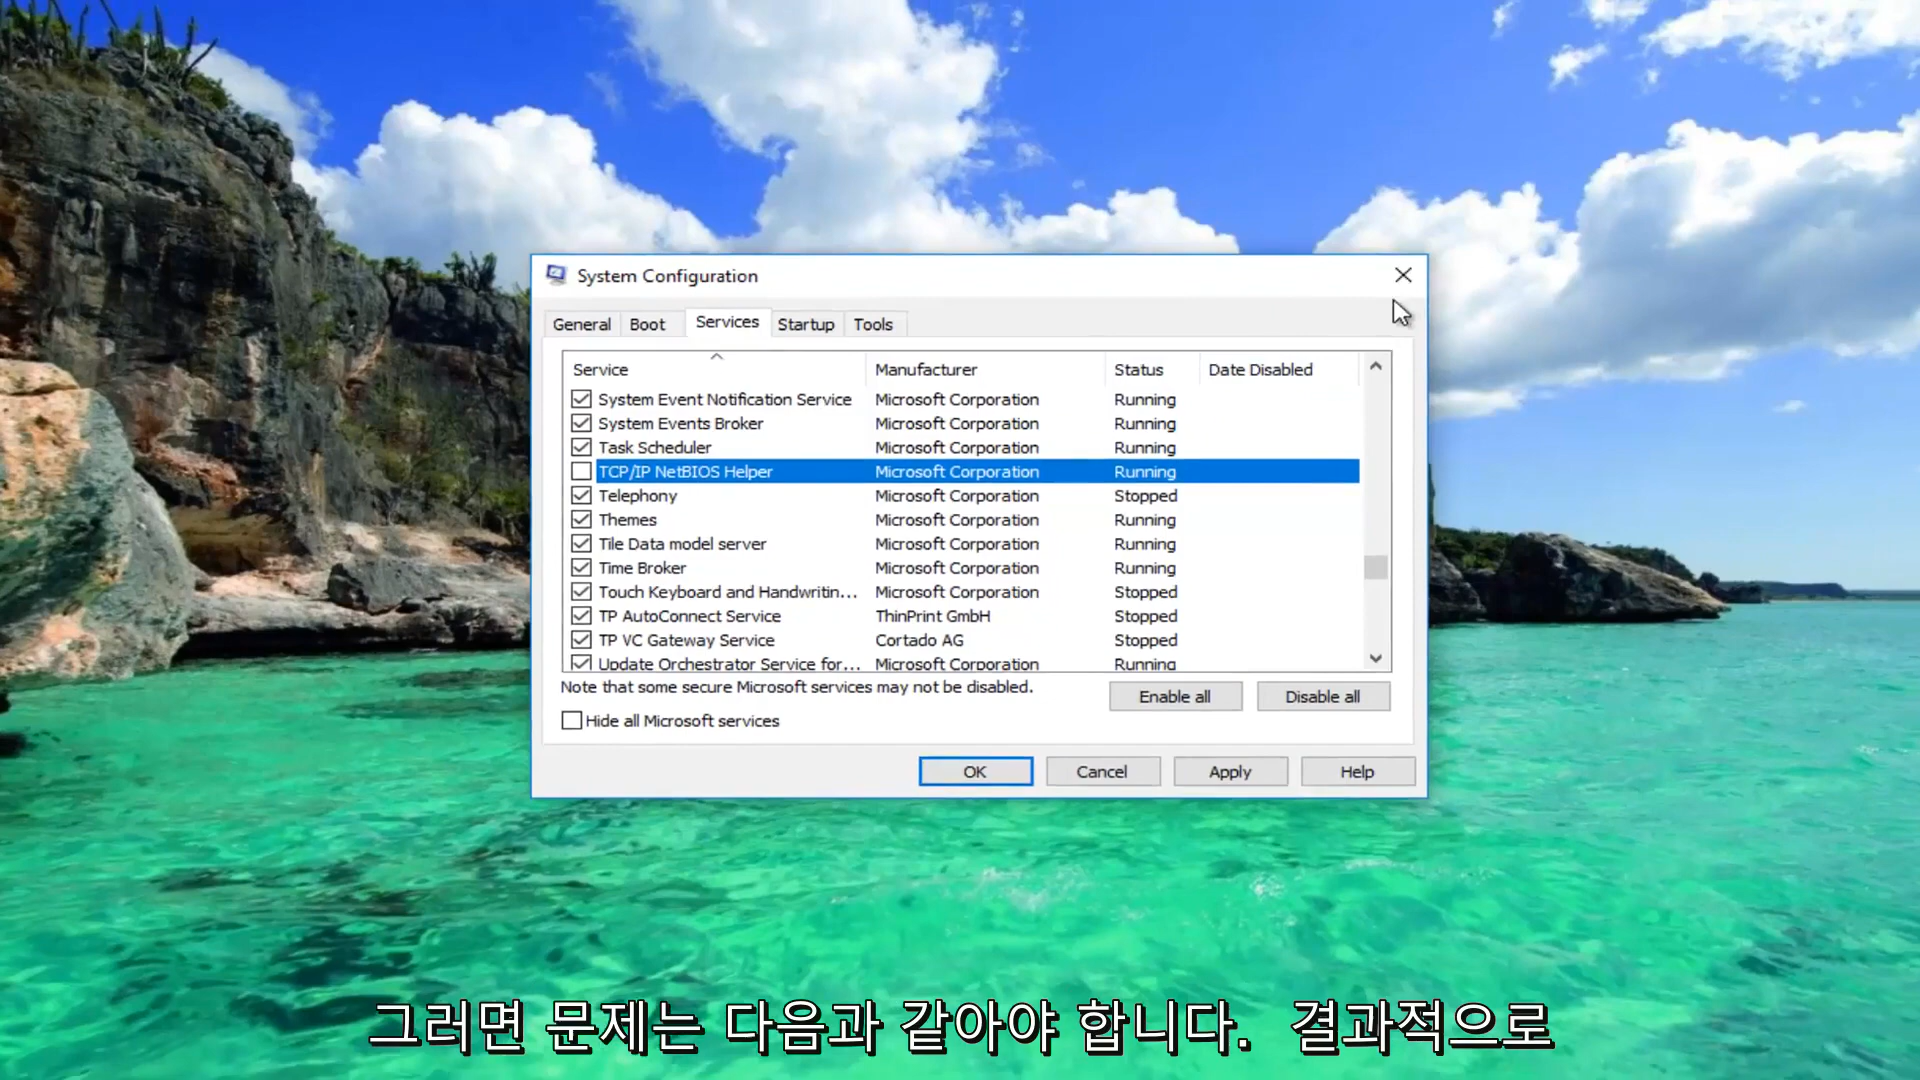 System Configuration
General Boot Services Startup Tools
Service Manufacturer Status Date Disabled
System Event Notification Service Microsoft Corporation Running
System Events Broker Microsoft Corporation Running
Task Scheduler Microsoft Corporation Running
TCP/IP NetBIOS Helper Microsoft Corporation Running
Telephony Microsoft Corporation Stopped
Themes Microsoft Corporation Running
Tile Data model server Microsoft Corporation Running
Time Broker Microsoft Corporation Running
Touch Keyboard and Handwritin... Microsoft Corporation Stopped
TP AutoConnect Service ThinPrint GmbH Stopped
TP VC Gateway Service Cortado AG Stopped
Update Orchestrator Service for... Microsoft Corporation Running
Note that some secure Microsoft services may not be disabled.
Enable all Disable all
Hide all Microsoft services
OK Cancel Apply Help
그러면 문제는 다음과 같아야 합니다. 결과적으로